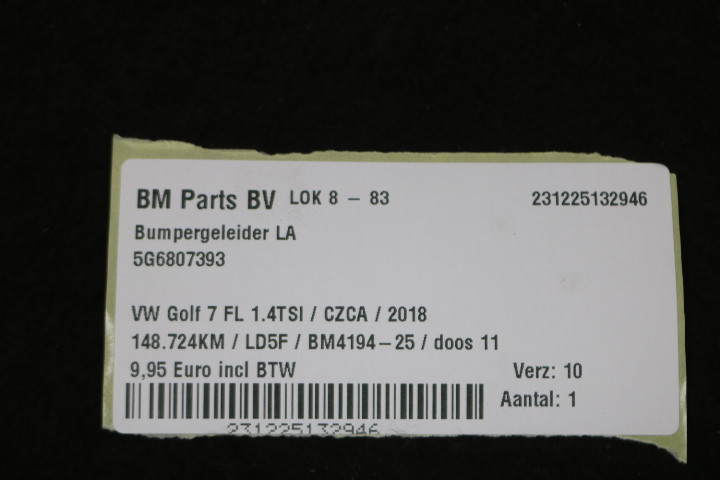 BM Parts BV LOK 8 – 83 231225132946
Bumpergeleider LA
5G6807393
VW Golf 7 FL 1.4TSI / CZCA / 2018
148.724KM / LD5F / BM4194–25 / doos 11
9,95 Euro incl BTW Verz: 10
Aantal: 1
231225132946